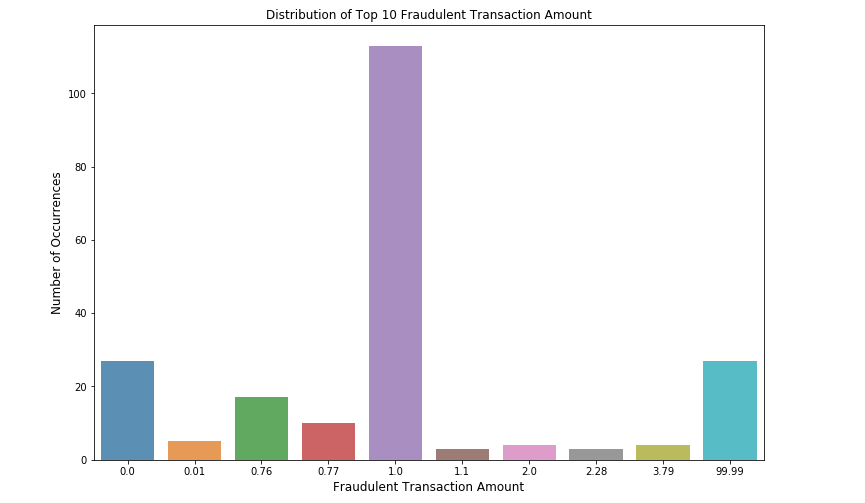 Distribution of Top 10 Fraudulent Transaction Amount
Number of Occurrences
100
80
60
40
20
0
0.0 0.01 0.76 0.77 1.0 1.1 2.0 2.28 3.79 99.99
Fraudulent Transaction Amount